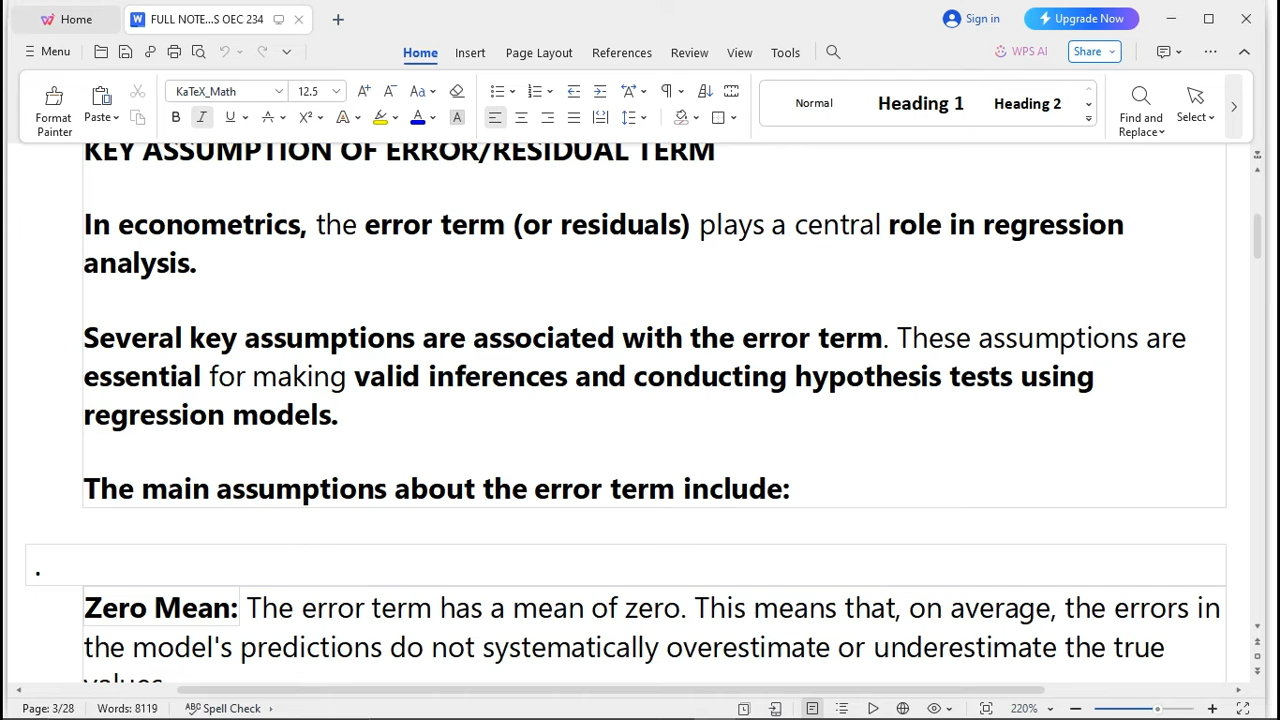 Home
FULL NOTE...S OEC 234
Sign in
Upgrade Now
Menu
Home Insert Page Layout References Review View Tools
WPS AI
Share
Format Painter
Paste
KaTeX_Math
12.5
Normal
Heading 1
Heading 2
Find and Replace
Select
KEY ASSUMPTION OF ERROR/RESIDUAL TERM
In econometrics, the error term (or residuals) plays a central role in regression
analysis.
Several key assumptions are associated with the error term. These assumptions are
essential for making valid inferences and conducting hypothesis tests using
regression models.
The main assumptions about the error term include:
.
Zero Mean: The error term has a mean of zero. This means that, on average, the errors in
the model's predictions do not systematically overestimate or underestimate the true
values.
Page: 3/28 Words: 8119 Spell Check 220%